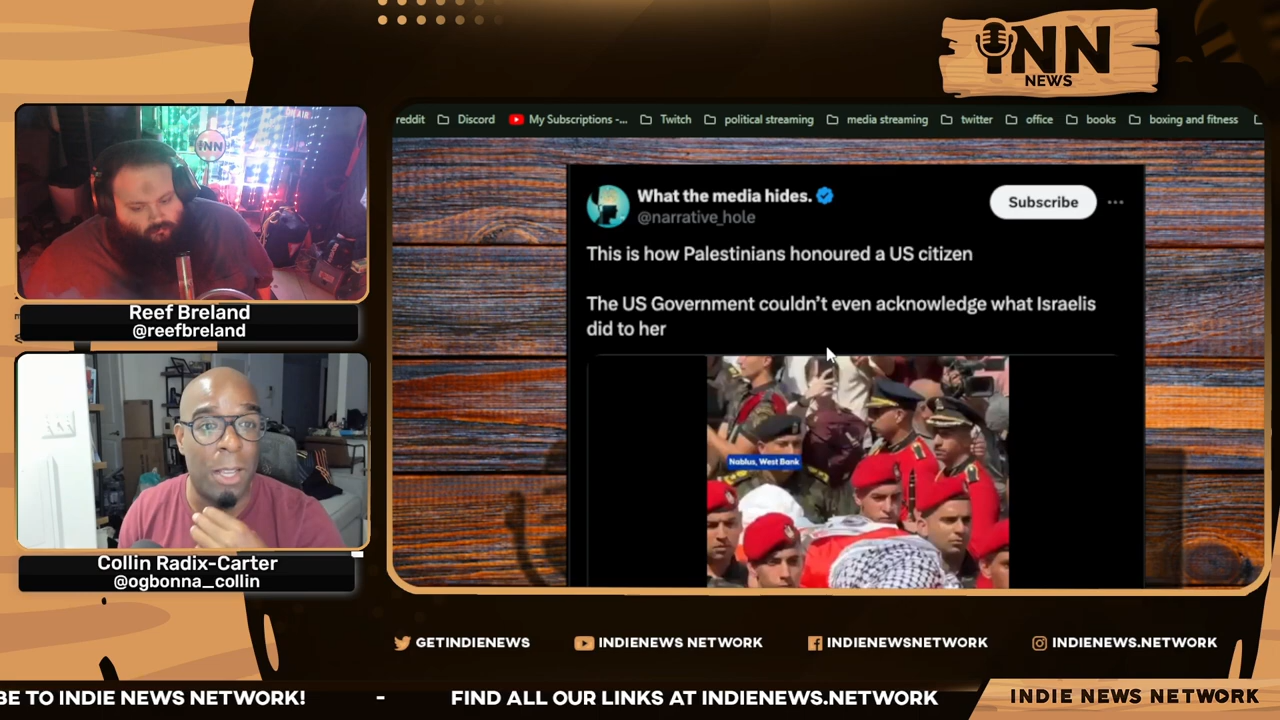 INN
NEWS
reddit
Discord
My Subscriptions -...
Twitch
political streaming
media streaming
twitter
office
books
boxing and fitness
INN
Reef Breland
@reefbreland
What the media hides.
@narrative_hole
Subscribe
This is how Palestinians honoured a US citizen
The US Government couldn't even acknowledge what Israelis
did to her
Nablus, West Bank
Collin Radix-Carter
@ogbonna_collin
GETINDIENEWS
INDIENEWS NETWORK
INDIENEWSNETWORK
INDIENEWS.NETWORK
BE TO INDIE NEWS NETWORK!
-
FIND ALL OUR LINKS AT INDIENEWS.NETWORK
INDIE NEWS NETWORK